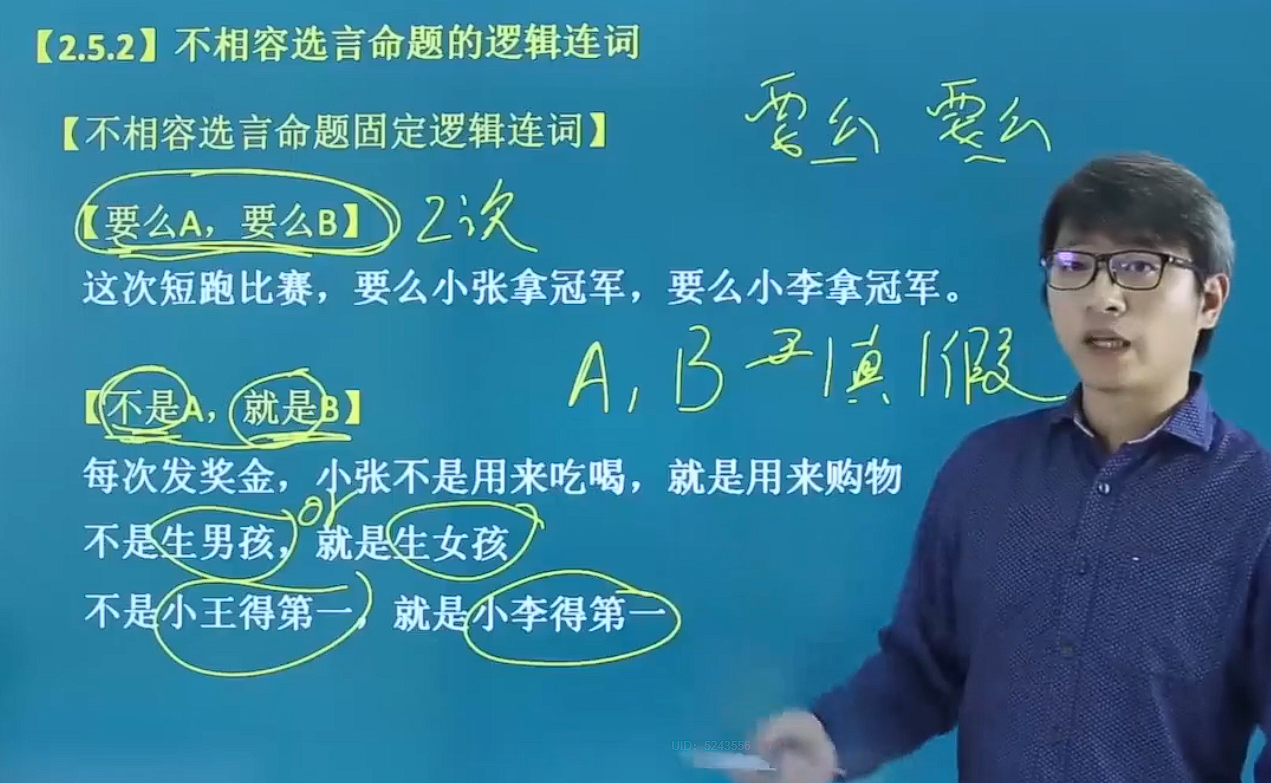 【2.5.2】不相容选言命题的逻辑连词
【不相容选言命题固定逻辑连词】
要么 要么
【要么A，要么B】 2次
这次短跑比赛，要么小张拿冠军，要么小李拿冠军。
A，B 1真1假
【不是A，就是B】
每次发奖金，小张不是用来吃喝，就是用来购物
or
不是生男孩，就是生女孩
不是小王得第一，就是小李得第一
UID: 5243556